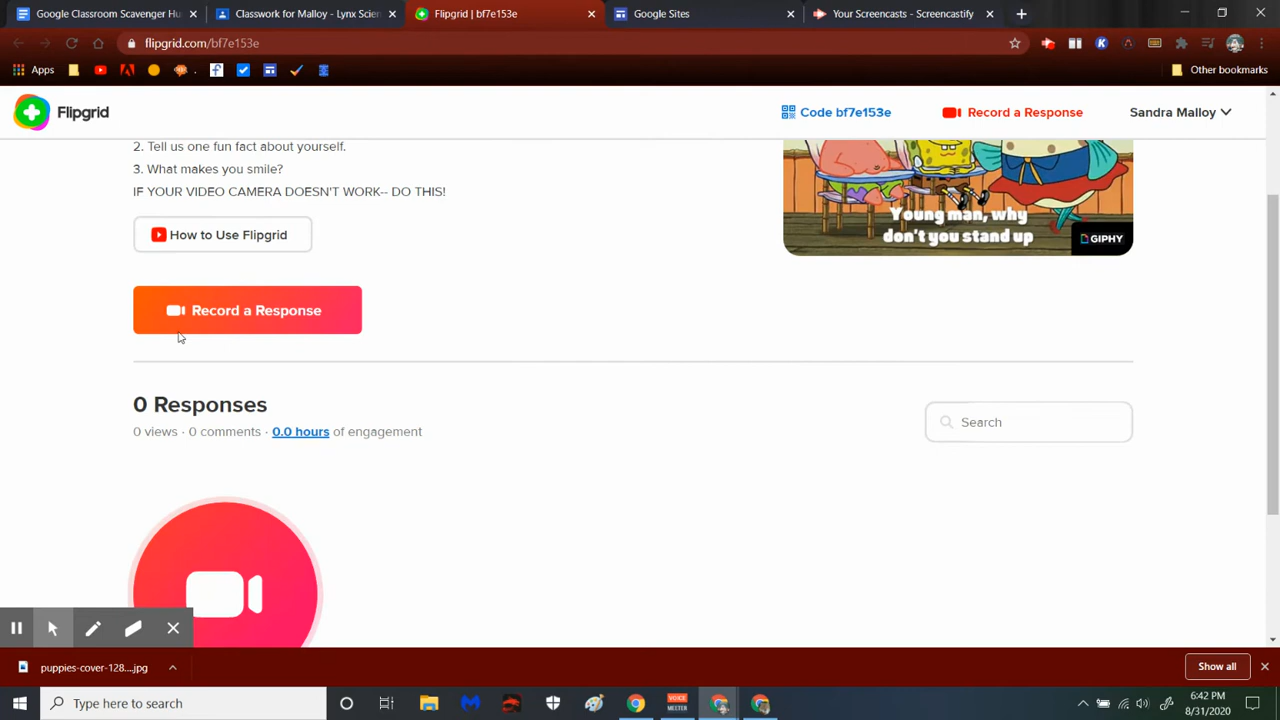 Google Classroom Scavenger Hu
Classwork for Malloy - Lynx Scien
Flipgrid | bf7e153e
Google Sites
Your Screencasts - Screencastify
flipgrid.com/bf7e153e
Apps
Other bookmarks
Flipgrid
Code bf7e153e
Record a Response
Sandra Malloy
2. Tell us one fun fact about yourself.
3. What makes you smile?
IF YOUR VIDEO CAMERA DOESN'T WORK-- DO THIS!
How to Use Flipgrid
Young man, why
don't you stand up
GIPHY
Record a Response
0 Responses
0 views · 0 comments · 0.0 hours of engagement
Search
puppies-cover-128....jpg
Show all
Type here to search
VOICE
MEETER
6:42 PM
8/31/2020